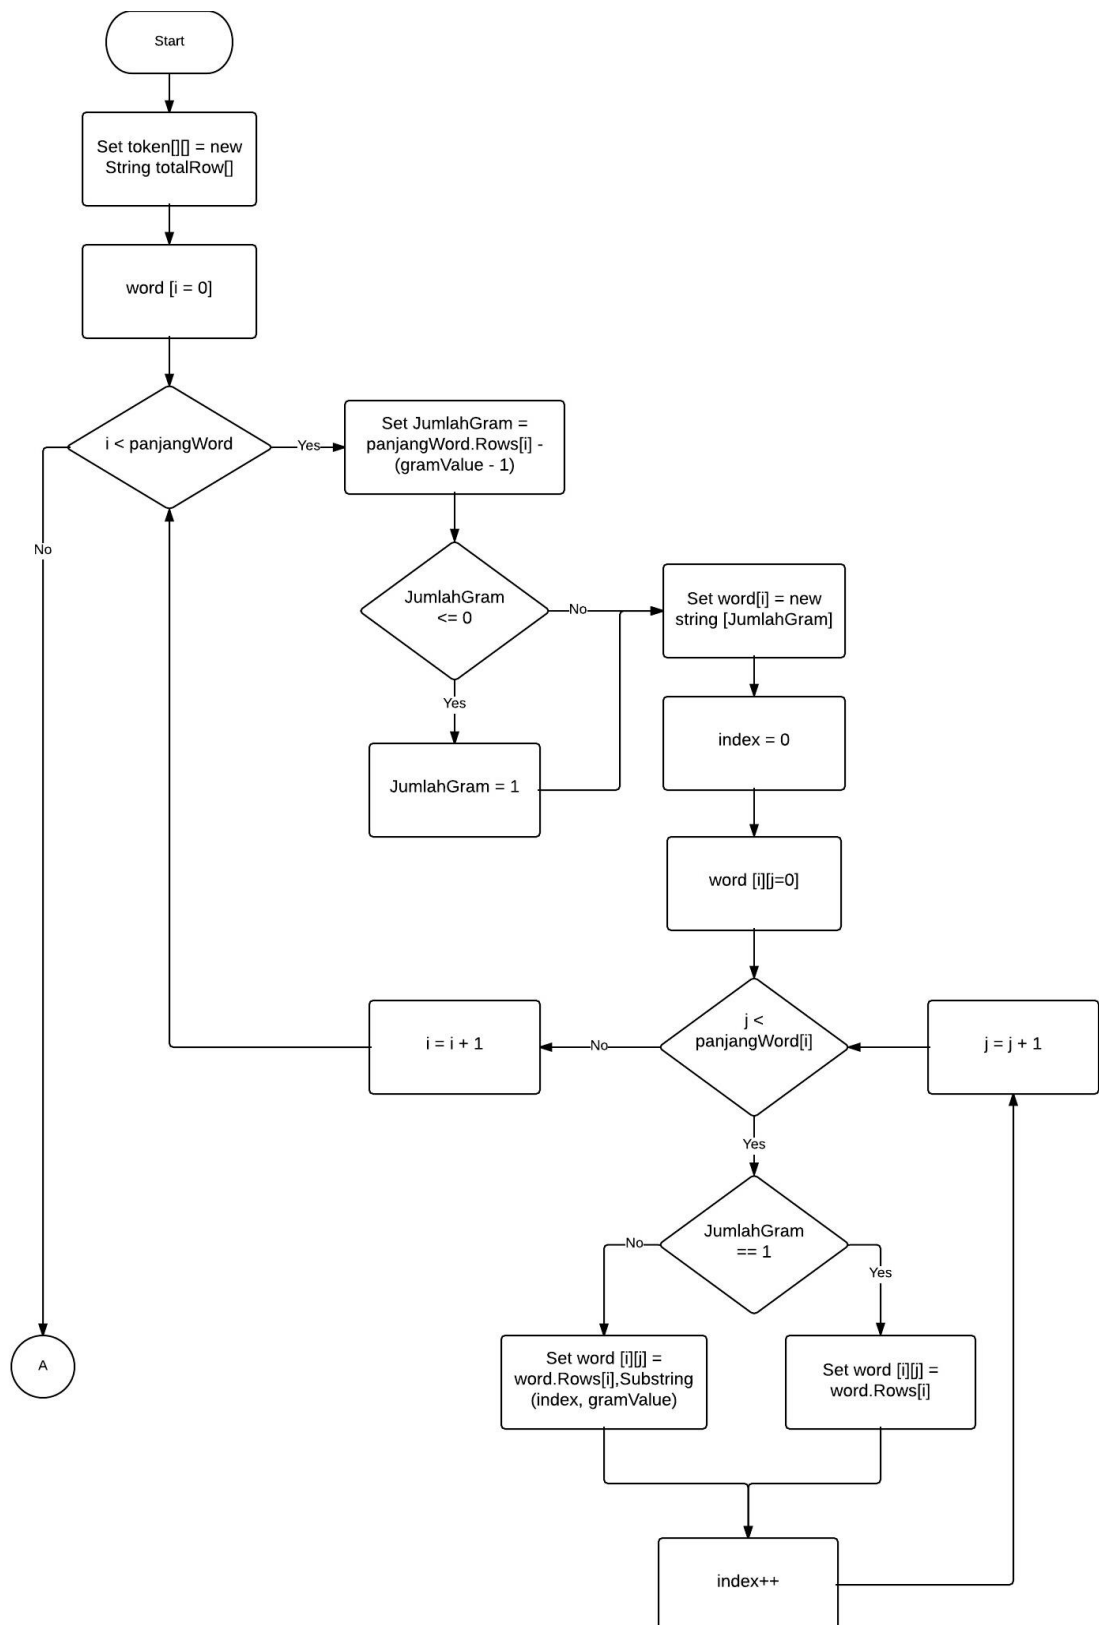 Start
Set token[][] = new
String totalRow[]
word [i = 0]
i < panjangWord
Yes
Set JumlahGram =
panjangWord.Rows[i] -
(gramValue - 1)
No
JumlahGram
<= 0
No
Set word[i] = new
string [JumlahGram]
Yes
JumlahGram = 1
index = 0
word [i][j=0]
j <
panjangWord[i]
No
i = i + 1
j = j + 1
Yes
JumlahGram
== 1
No
Yes
A
Set word [i][j] =
word.Rows[i],Substring
(index, gramValue)
Set word [i][j] =
word.Rows[i]
index++